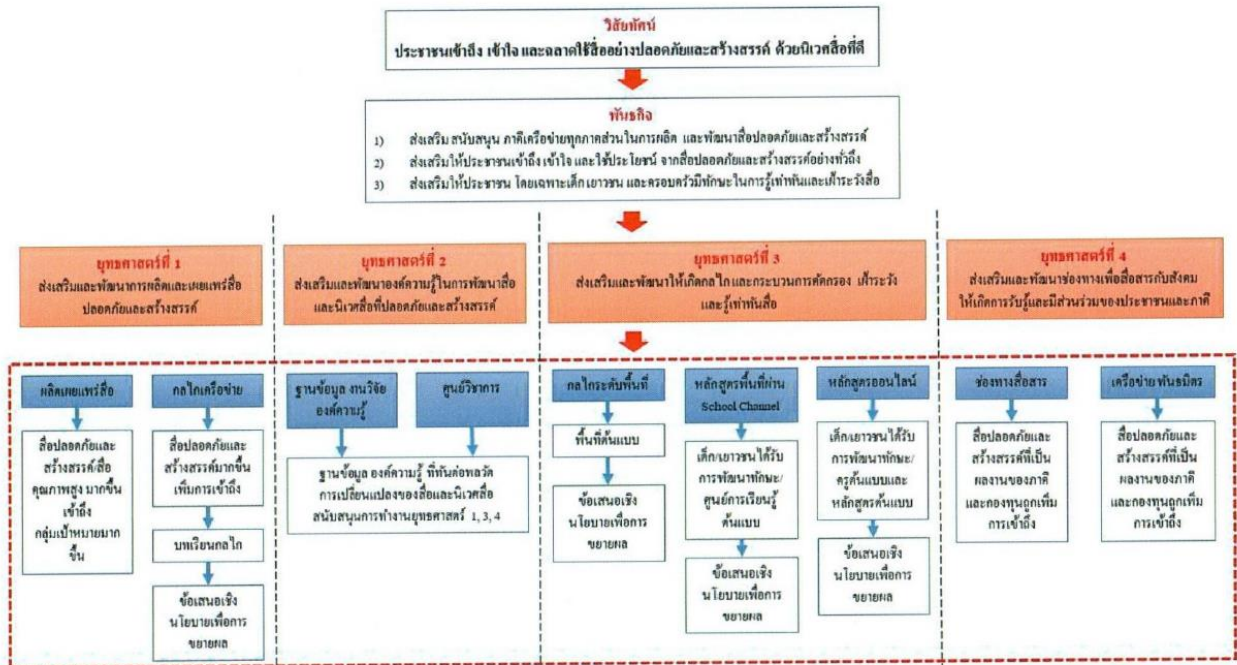 วิสัยทัศน์
ประชาชนเข้าถึง เข้าใจ และฉลาดใช้สื่ออย่างปลอดภัยและสร้างสรรค์ ด้วยนิเวศสื่อที่ดี
พันธกิจ
1) ส่งเสริม สนับสนุน ภาคีเครือข่ายทุกภาคส่วนในการผลิต และพัฒนาสื่อปลอดภัยและสร้างสรรค์
2) ส่งเสริมให้ประชาชนเข้าถึง เข้าใจ และใช้ประโยชน์ จากสื่อปลอดภัยและสร้างสรรค์อย่างทั่วถึง
3) ส่งเสริมให้ประชาชน โดยเฉพาะเด็ก เยาวชน และครอบครัวมีทักษะในการรู้เท่าทันและเฝ้าระวังสื่อ
ยุทธศาสตร์ที่ 1
ส่งเสริมและพัฒนาการผลิตและเผยแพร่สื่อ
ปลอดภัยและสร้างสรรค์
ยุทธศาสตร์ที่ 2
ส่งเสริมและพัฒนาองค์ความรู้ในการพัฒนาสื่อ
และนิเวศสื่อที่ปลอดภัยและสร้างสรรค์
ยุทธศาสตร์ที่ 3
ส่งเสริมและพัฒนาให้เกิดกลไก และกระบวนการคัดกรอง เฝ้าระวัง
และรู้เท่าทันสื่อ
ยุทธศาสตร์ที่ 4
ส่งเสริมและพัฒนาช่องทางเพื่อสื่อสารกับสังคม
ให้เกิดการรับรู้และมีส่วนร่วมของประชาชนและภาคี
ผลิตเผยแพร่สื่อ
สื่อปลอดภัยและ
สร้างสรรค์/สื่อ
คุณภาพสูง มากขึ้น
เข้าถึง
กลุ่มเป้าหมายมาก
ขึ้น
กลไกเครือข่าย
สื่อปลอดภัยและ
สร้างสรรค์มากขึ้น
เพิ่มการเข้าถึง
บทเรียนกลไก
ข้อเสนอเชิง
นโยบายเพื่อการ
ขยายผล
ฐานข้อมูล งานวิจัย
องค์ความรู้
ศูนย์วิชาการ
ฐานข้อมูล องค์ความรู้ ที่ทันต่อพลวัต
การเปลี่ยนแปลงของสื่อและนิเวศสื่อ
สนับสนุนการทำงานยุทธศาสตร์ 1, 3, 4
กลไกระดับพื้นที่
พื้นที่ต้นแบบ
ข้อเสนอเชิง
นโยบายเพื่อการ
ขยายผล
หลักสูตรพื้นที่ผ่าน
School Channel
เด็ก/เยาวชนได้รับ
การพัฒนาทักษะ/
ศูนย์การเรียนรู้
ต้นแบบ
ข้อเสนอเชิง
นโยบายเพื่อการ
ขยายผล
หลักสูตรออนไลน์
เด็ก/เยาวชนได้รับ
การพัฒนาทักษะ/
ครูต้นแบบและ
หลักสูตรต้นแบบ
ข้อเสนอเชิง
นโยบายเพื่อการ
ขยายผล
ช่องทางสื่อสาร
สื่อปลอดภัยและ
สร้างสรรค์ที่เป็น
ผลงานของภาคี
และกองทุนถูกเพิ่ม
การเข้าถึง
เครือข่าย พันธมิตร
สื่อปลอดภัยและ
สร้างสรรค์ที่เป็น
ผลงานของภาคี
และกองทุนถูกเพิ่ม
การเข้าถึง